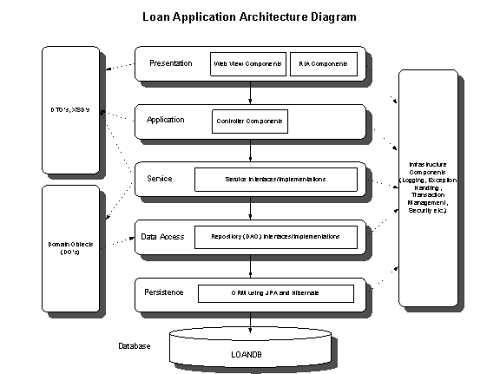 Loan Application Architecture Diagram
Presentation
Web View Components
RIA Components
DTO's, XSD'S
Application
Controller Components
Infrastructure
Components
(Logging, Exception
Handling,
Transaction
Management,
Security etc.)
Service
Service Interfaces/Implementations
Domain Objects
(DO's)
Data Access
Repository (DAO) Interfaces/Implementations
Persistence
ORM using JPA and Hibernate
Database
LOANDB